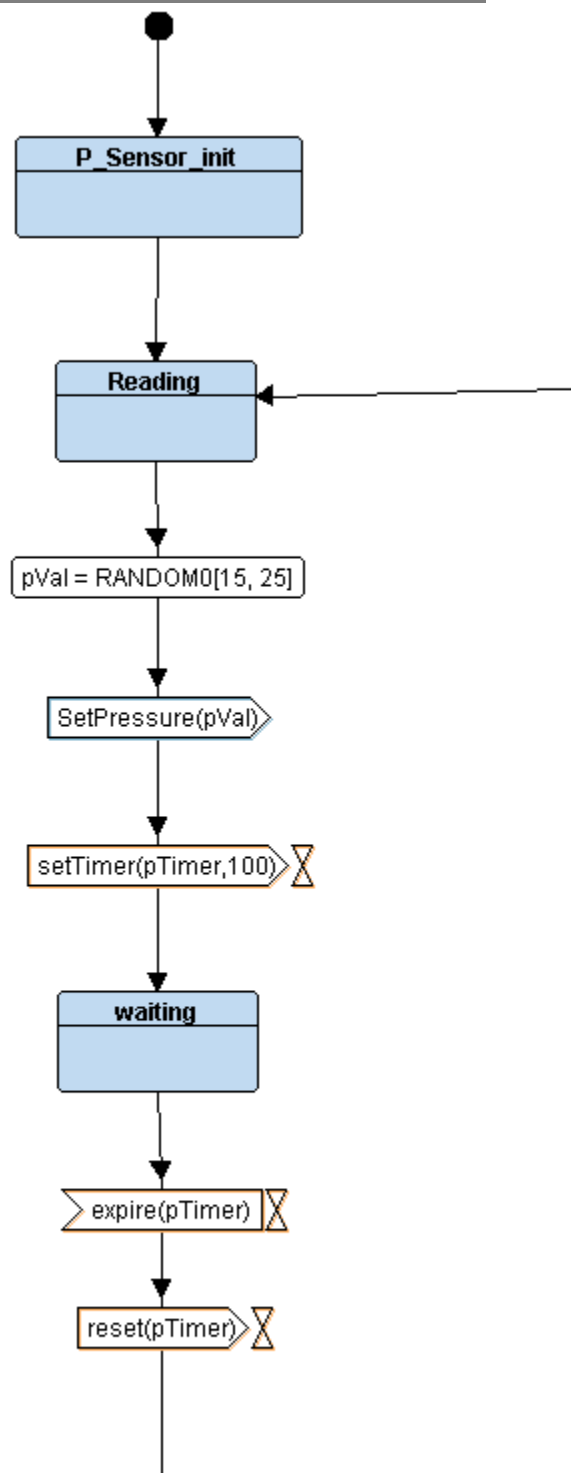 P_Sensor_init
Reading
pVal = RANDOM0[15, 25]
SetPressure(pVal)
setTimer(pTimer,100)
waiting
expire(pTimer)
reset(pTimer)